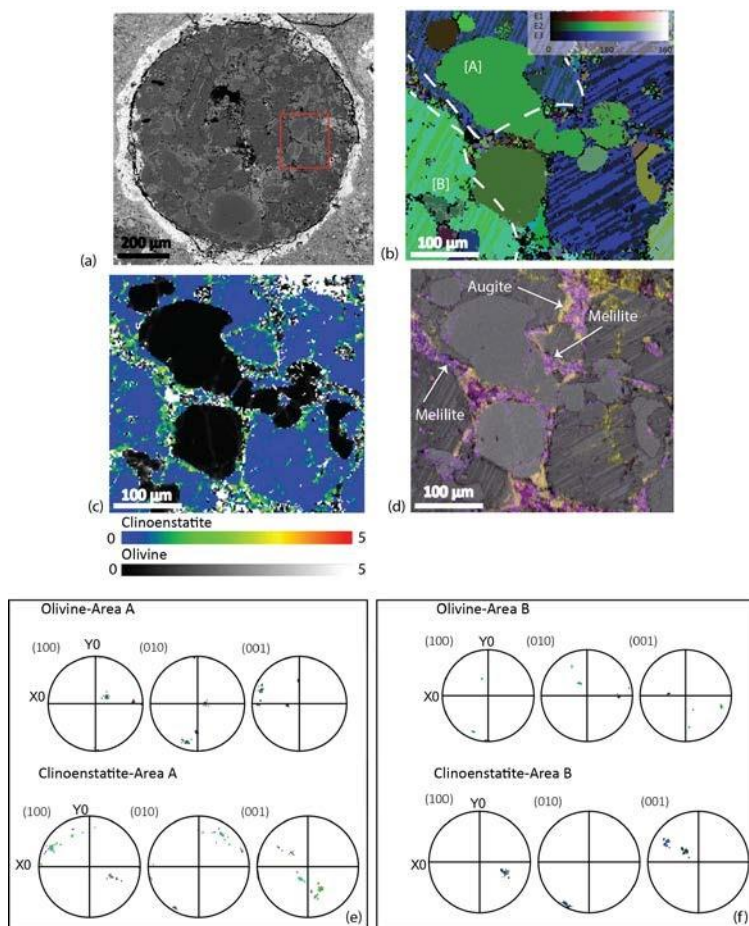 200 µm
(a)
E1
E2
E3
0 180 360
[A]
[B]
100 µm
(b)
100 µm
(c)
Clinoenstatite
0 5
Olivine
0 5
Augite
Melilite
Melilite
100 µm
(d)
Olivine-Area A
(100) Y0 (010) (001)
X0
Clinoenstatite-Area A
(100) Y0 (010) (001)
X0
(e)
Olivine-Area B
(100) Y0 (010) (001)
X0
Clinoenstatite-Area B
(100) Y0 (010) (001)
X0
(f)